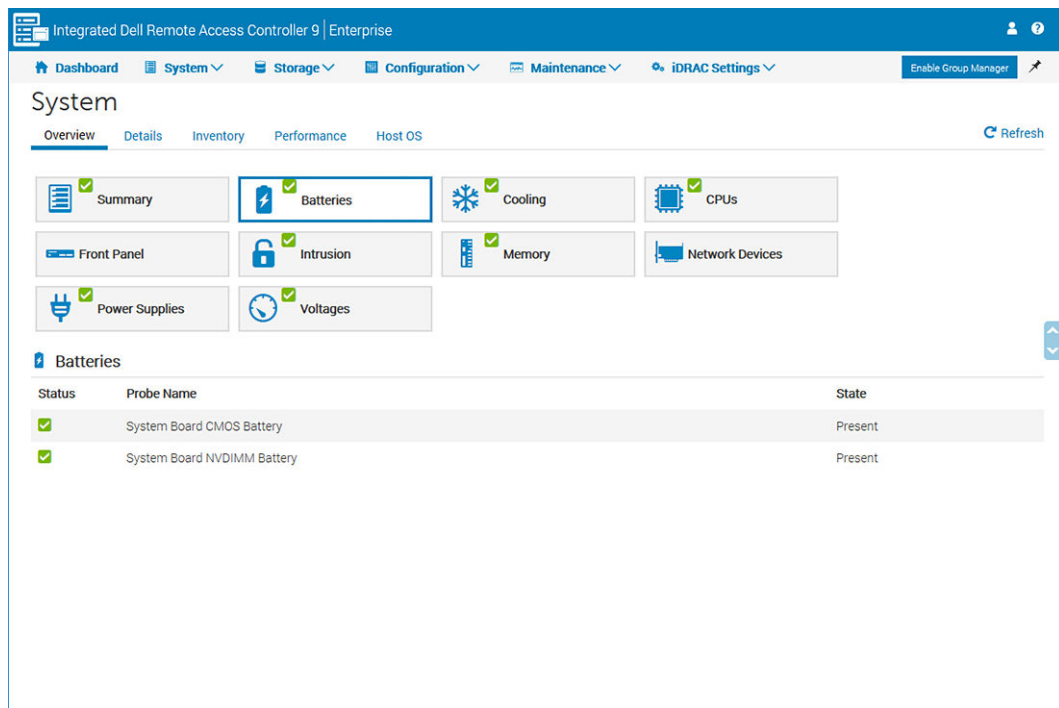 Integrated Dell Remote Access Controller 9 | Enterprise
Dashboard System Storage Configuration Maintenance iDRAC Settings Enable Group Manager
System
Overview Details Inventory Performance Host OS Refresh
Summary Batteries Cooling CPUs
Front Panel Intrusion Memory Network Devices
Power Supplies Voltages
Batteries
Status Probe Name State
System Board CMOS Battery Present
System Board NVDIMM Battery Present